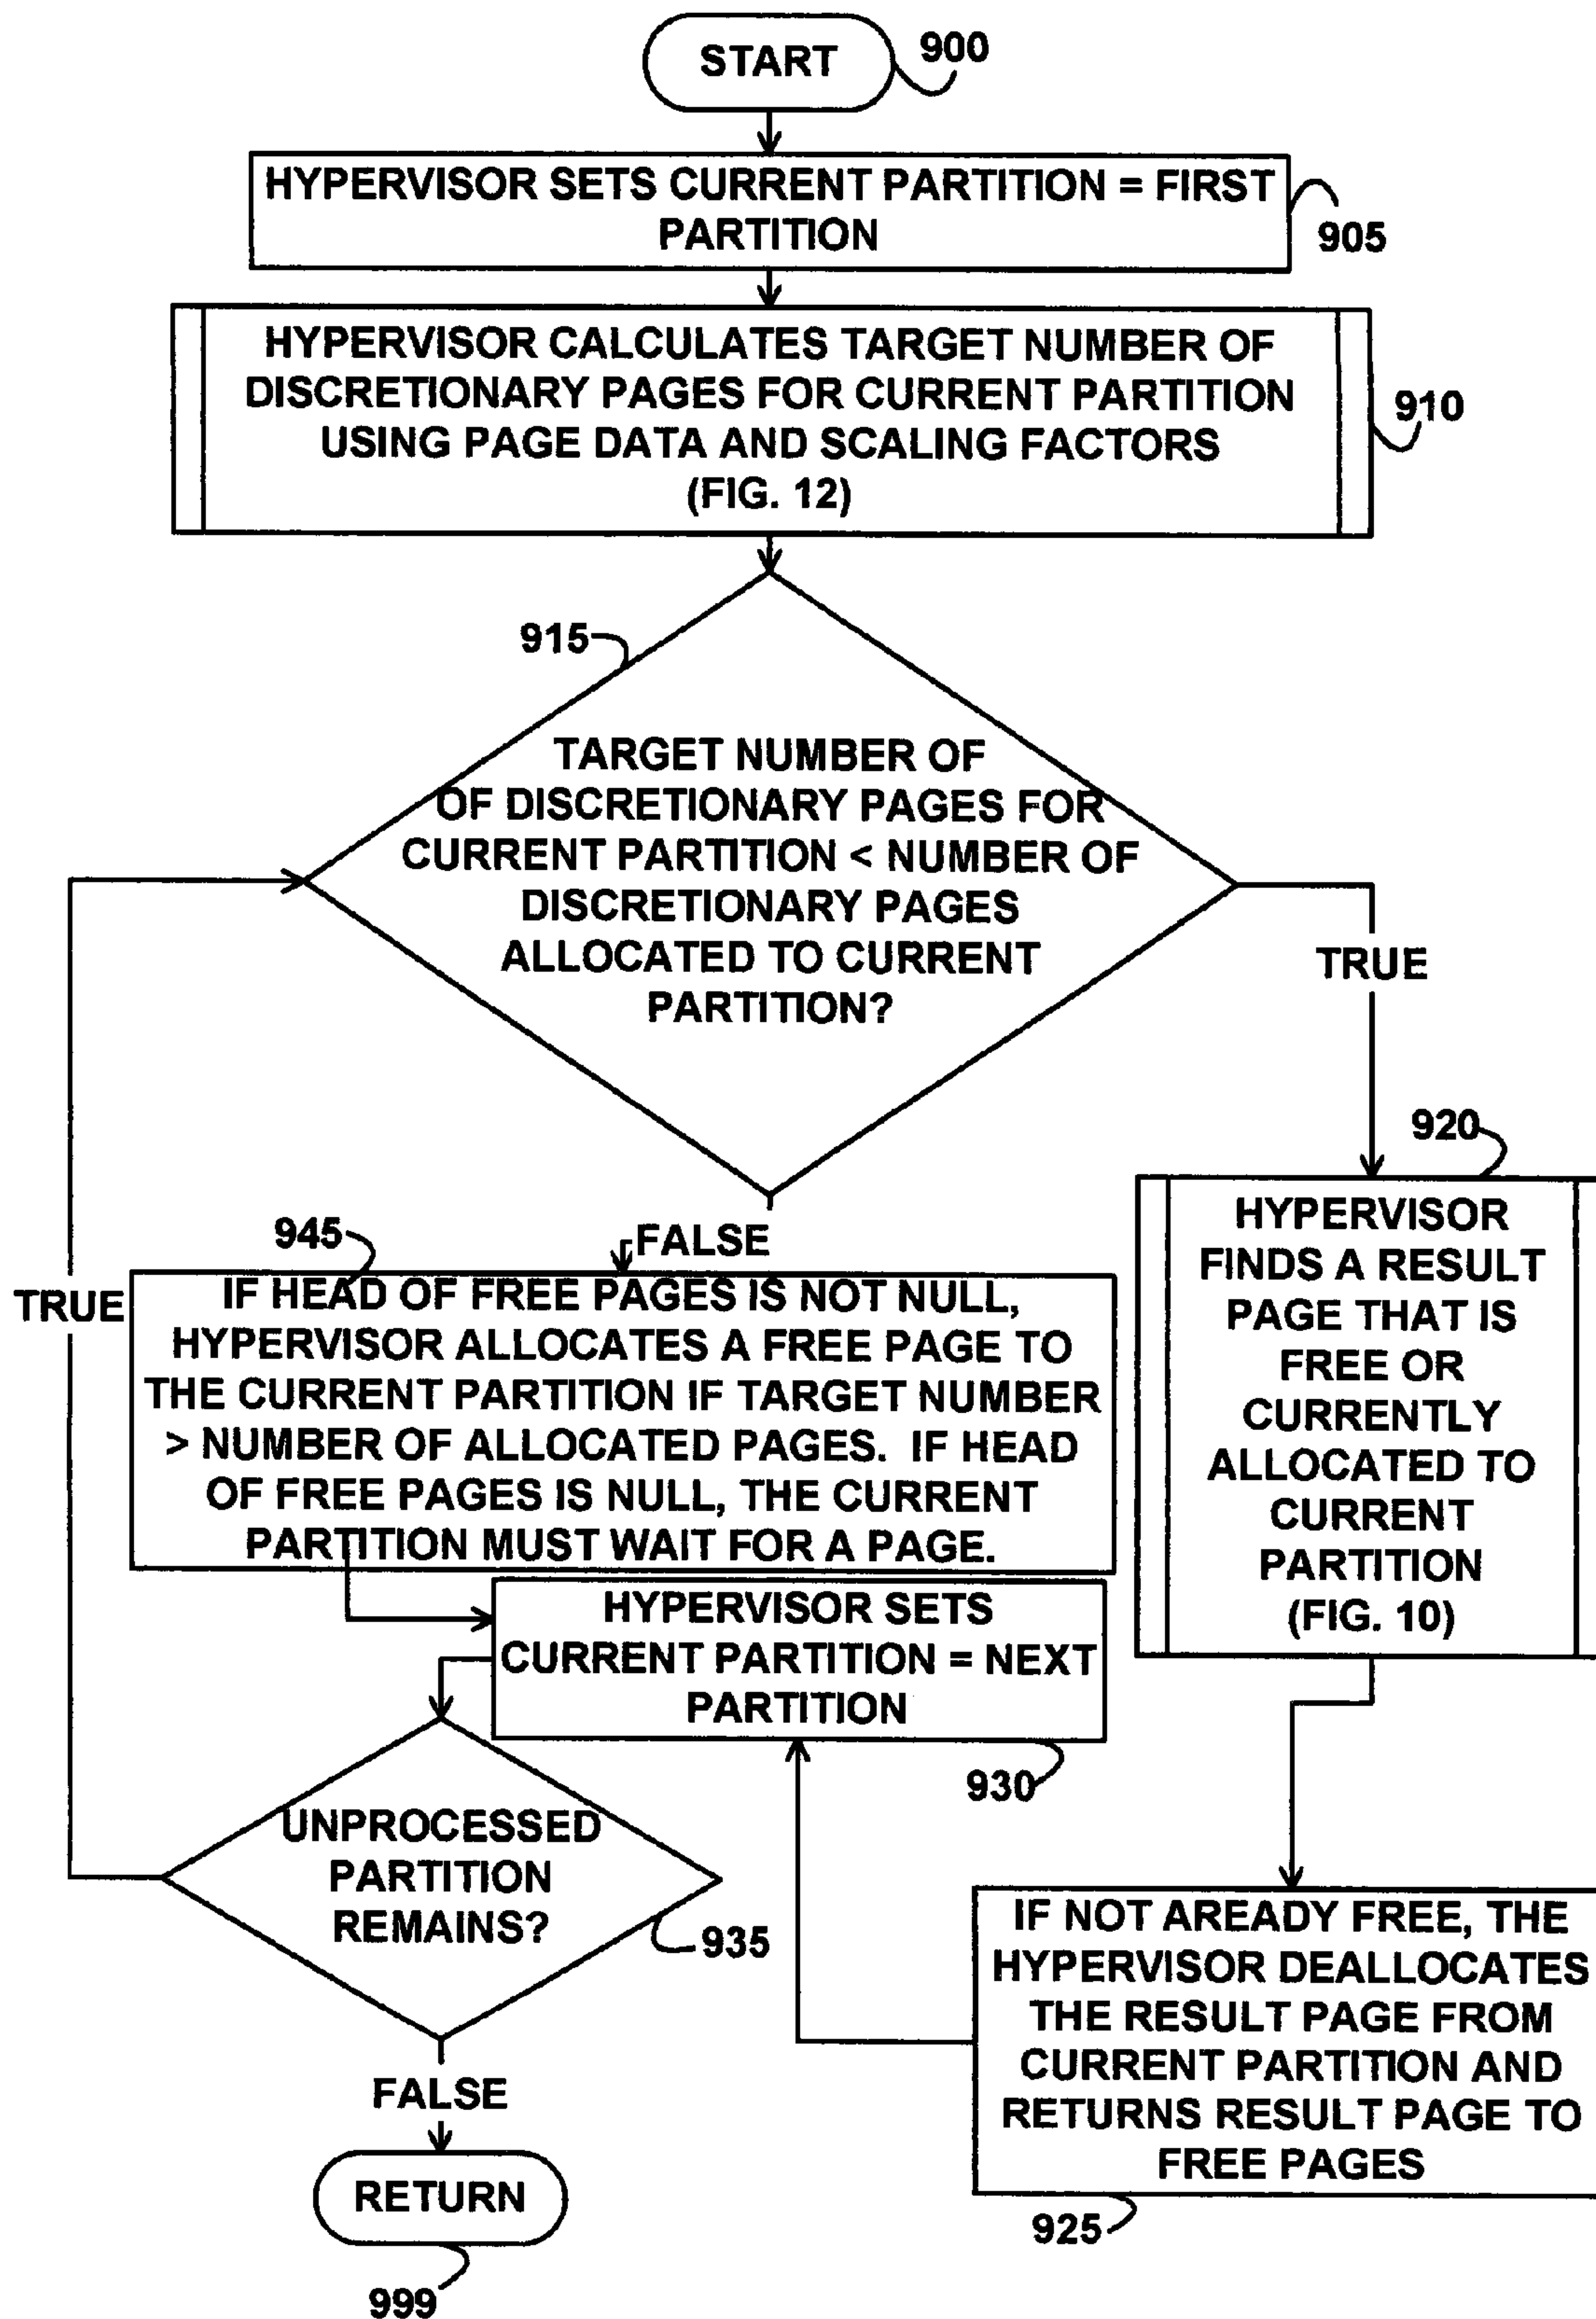 START
900
HYPERVISOR SETS CURRENT PARTITION = FIRST
PARTITION
905
HYPERVISOR CALCULATES TARGET NUMBER OF
DISCRETIONARY PAGES FOR CURRENT PARTITION
USING PAGE DATA AND SCALING FACTORS
(FIG. 12)
910
915
TARGET NUMBER OF
OF DISCRETIONARY PAGES FOR
CURRENT PARTITION < NUMBER OF
DISCRETIONARY PAGES
ALLOCATED TO CURRENT
PARTITION?
TRUE
FALSE
920
HYPERVISOR
FINDS A RESULT
PAGE THAT IS
FREE OR
CURRENTLY
ALLOCATED TO
CURRENT
PARTITION
(FIG. 10)
945
IF HEAD OF FREE PAGES IS NOT NULL,
HYPERVISOR ALLOCATES A FREE PAGE TO
THE CURRENT PARTITION IF TARGET NUMBER
> NUMBER OF ALLOCATED PAGES. IF HEAD
OF FREE PAGES IS NULL, THE CURRENT
PARTITION MUST WAIT FOR A PAGE.
TRUE
HYPERVISOR SETS
CURRENT PARTITION = NEXT
PARTITION
930
UNPROCESSED
PARTITION
REMAINS?
935
IF NOT AREADY FREE, THE
HYPERVISOR DEALLOCATES
THE RESULT PAGE FROM
CURRENT PARTITION AND
RETURNS RESULT PAGE TO
FREE PAGES
925
FALSE
RETURN
999